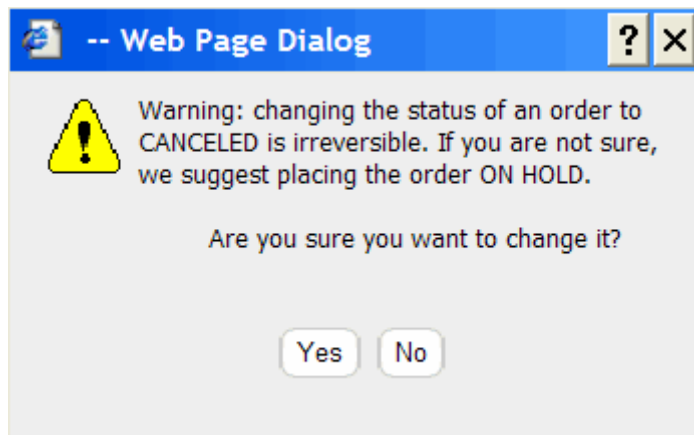 -- Web Page Dialog
? ×
Warning: changing the status of an order to
CANCELED is irreversible. If you are not sure,
we suggest placing the order ON HOLD.
Are you sure you want to change it?
Yes No